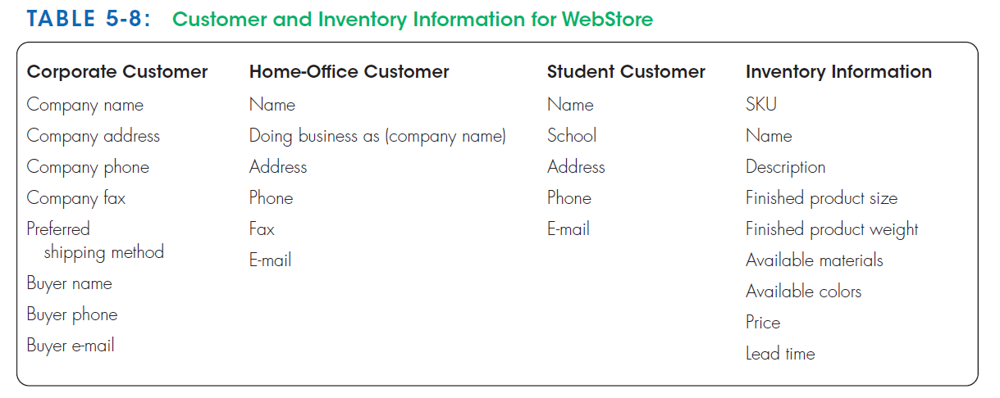 TABLE 5-8: Customer and Inventory Information for WebStore
Corporate Customer
Company name
Company address
Company phone
Company fax
Preferred
shipping method
Buyer name
Buyer phone
Buyer e-mail
Home-Office Customer
Name
Doing business as (company name)
Address
Phone
Fax
E-mail
Student Customer
Name
School
Address
Phone
E-mail
Inventory Information
SKU
Name
Description
Finished product size
Finished product weight
Available materials
Available colors
Price
Lead time